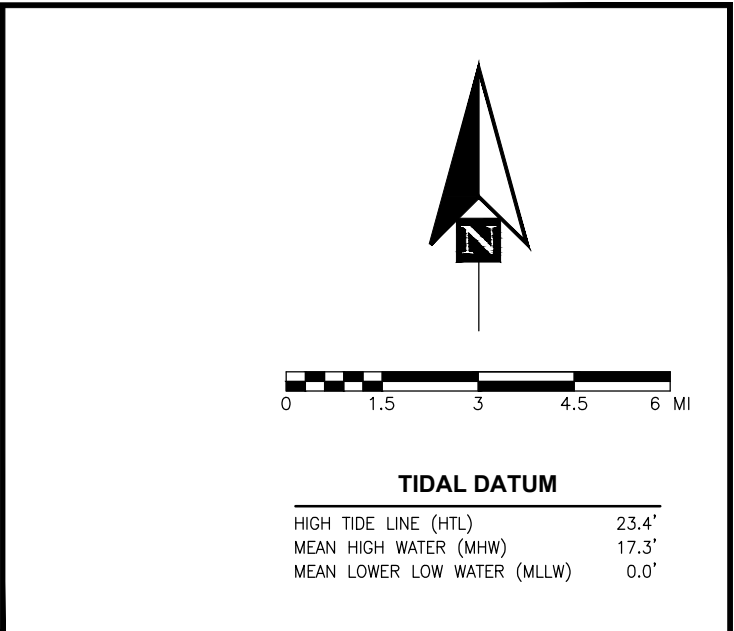 N
0 1.5 3 4.5 6 MI
TIDAL DATUM
HIGH TIDE LINE (HTL) 23.4'
MEAN HIGH WATER (MHW) 17.3'
MEAN LOWER LOW WATER (MLLW) 0.0'